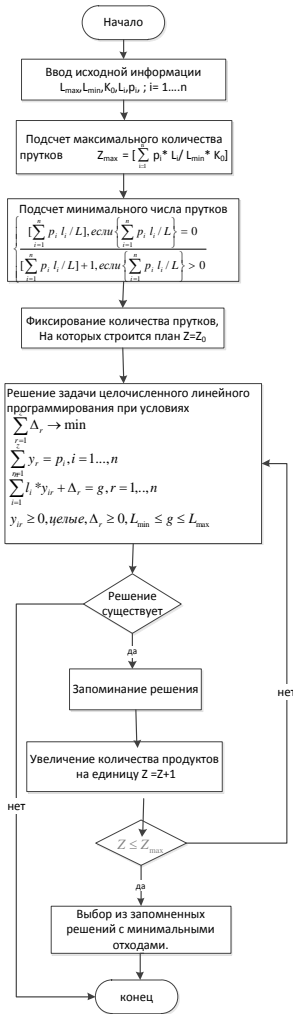 Начало
Ввод исходной информации
Lmax,Lmin,K0,Li,pi, ; i= 1….n
Подсчет максимального количества
прутков Zmax = [∑ pi* Li/ Lmin* K0]
n
i=1
Подсчет минимального числа прутков
[∑ pi li / L], если {∑ pi li / L} = 0
[∑ pi li / L] + 1, если {∑ pi li / L} > 0
Фиксирование количества прутков,
На которых строится план Z=Z0
Решение задачи целочисленного линейного
программирования при условиях
∑ Δr → min
∑ yr = pi, i = 1..., n
∑ li * yir + Δr = g, r = 1,.., n
yir ≥ 0, целые, Δr ≥ 0, Lmin ≤ g ≤ Lmax
Решение
существует
да
Запоминание решения
нет
Увеличение количества продуктов
на единицу Z =Z+1
нет
Z ≤ Zmax
да
Выбор из запомненных
решений с минимальными
отходами.
конец